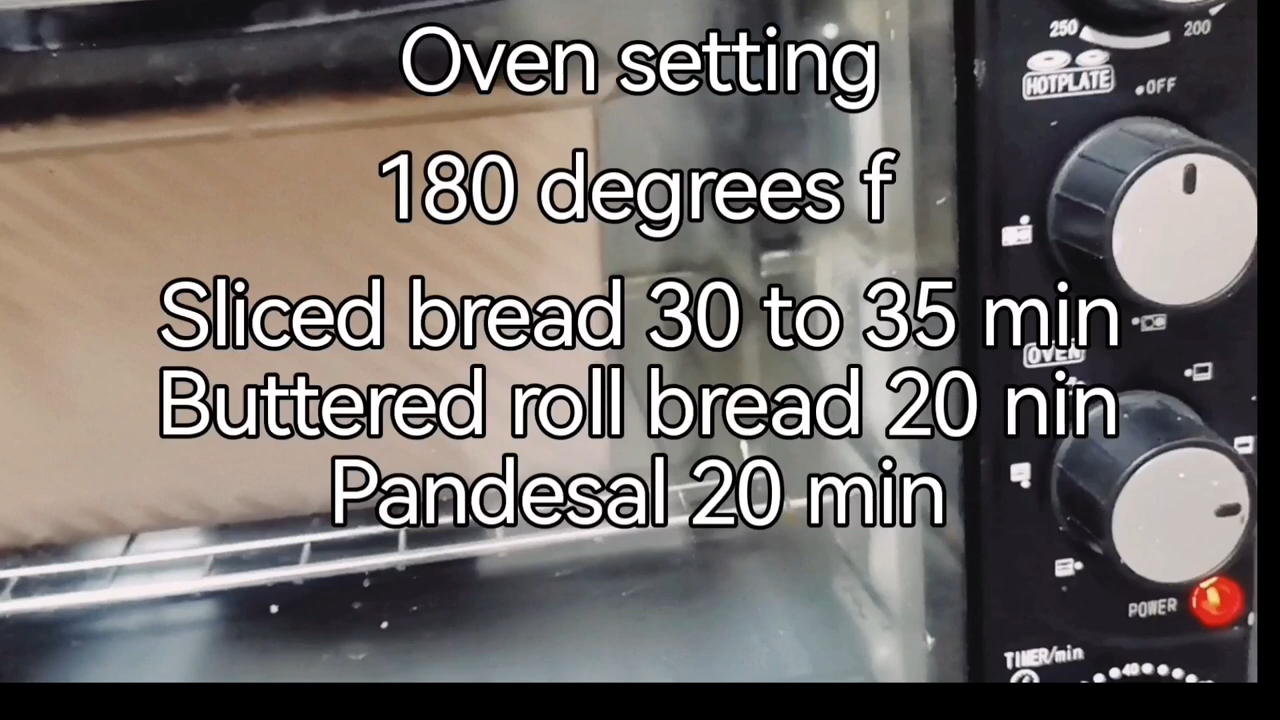 Oven setting
180 degrees f
Sliced bread 30 to 35 min
Buttered roll bread 20 nin
Pandesal 20 min
250
200
HOTPLATE
OFF
OVEN
POWER
TIMER/min
40